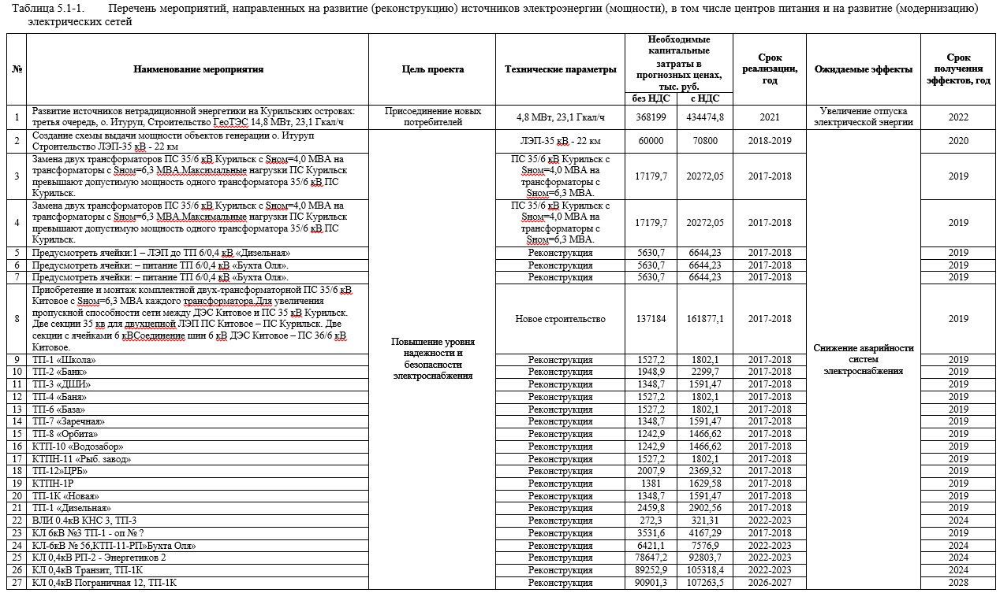 Таблица 5.1-1. Перечень мероприятий, направленных на развитие (реконструкцию) источников электроэнергии (мощности), в том числе центров питания и на развитие (модернизацию)
электрических сетей
№ Наименование мероприятия Цель проекта Технические параметры Необходимые капитальные затраты в прогнозных ценах, тыс. руб. Срок реализации, год Ожидаемые эффекты Срок получения эффектов, год
без НДС с НДС
1 Развитие источников нетрадиционной энергетики на Курильских островах: третья очередь, о. Итуруп, Строительство ГеоТЭС 14,8 МВт, 23,1 Гкал/ч Присоединение новых потребителей 4,8 МВт, 23,1 Гкал/ч 368199 434474,8 2021 Увеличение отпуска электрической энергии 2022
2 Создание схемы выдачи мощности объектов генерации о. Итуруп Строительство ЛЭП-35 кВ - 22 км ЛЭП-35 кВ - 22 км 60000 70800 2018-2019 2020
3 Замена двух трансформаторов ПС 35/6 кВ Курильск с Sном=4,0 МВА на трансформаторы с Sном=6,3 МВА.Максимальные нагрузки ПС Курильск превышают допустимую мощность одного трансформатора 35/6 кВ ПС Курильск. ПС 35/6 кВ Курильск с Sном=4,0 МВА на трансформаторы с Sном=6,3 МВА. 17179,7 20272,05 2017-2018 2019
4 Замена двух трансформаторов ПС 35/6 кВ Курильск с Sном=4,0 МВА на трансформаторы с Sном=6,3 МВА.Максимальные нагрузки ПС Курильск превышают допустимую мощность одного трансформатора 35/6 кВ ПС Курильск. ПС 35/6 кВ Курильск с Sном=4,0 МВА на трансформаторы с Sном=6,3 МВА. 17179,7 20272,05 2017-2018 2019
5 Предусмотреть ячейки:1 – ЛЭП до ТП 6/0,4 кВ «Дизельная» Реконструкция 5630,7 6644,23 2017-2018 2019
6 Предусмотреть ячейки: – питание ТП 6/0,4 кВ «Бухта Оля». Реконструкция 5630,7 6644,23 2017-2018 2019
7 Предусмотреть ячейки: – питание ТП 6/0,4 кВ «Бухта Оля». Реконструкция 5630,7 6644,23 2017-2018 2019
8 Приобретение и монтаж комплектной двух-трансформаторной ПС 35/6 кВ Китовое с Sном=6,3 МВА каждого трансформатора.Для увеличения пропускной способности сети между ДЭС Китовое и ПС 35 кВ Курильск. Две секции 35 кв для двухцепной ЛЭП ПС Китовое – ПС Курильск. Две секции с ячейками 6 кВСоединение шин 6 кВ ДЭС Китовое – ПС 36/6 кВ Китовое. Новое строительство 137184 161877,1 2017-2018 2019
Повышение уровня надежности и безопасности электроснабжения
Снижение аварийности систем электроснабжения
9 ТП-1 «Школа» Реконструкция 1527,2 1802,1 2017-2018 2019
10 ТП-2 «Банк» Реконструкция 1948,9 2299,7 2017-2018 2019
11 ТП-3 «ДШИ» Реконструкция 1348,7 1591,47 2017-2018 2019
12 ТП-4 «Баня» Реконструкция 1527,2 1802,1 2017-2018 2019
13 ТП-6 «База» Реконструкция 1527,2 1802,1 2017-2018 2019
14 ТП-7 «Заречная» Реконструкция 1348,7 1591,47 2017-2018 2019
15 ТП-8 «Орбита» Реконструкция 1242,9 1466,62 2017-2018 2019
16 КТП-10 «Водозабор» Реконструкция 1242,9 1466,62 2017-2018 2019
17 КТПН-11 «Рыб. завод» Реконструкция 1527,2 1802,1 2017-2018 2019
18 ТП-12»ЦРБ» Реконструкция 2007,9 2369,32 2017-2018 2019
19 КТПН-1Р Реконструкция 1381 1629,58 2017-2018 2019
20 ТП-1К «Новая» Реконструкция 1348,7 1591,47 2017-2018 2019
21 ТП-1 «Дизельная» Реконструкция 2459,8 2902,56 2017-2018 2019
22 ВЛИ 0.4кВ КНС 3, ТП-3 Реконструкция 272,3 321,31 2022-2023 2024
23 КЛ 6кВ №3 ТП-1 - оп № ? Реконструкция 3531,6 4167,29 2017-2018 2019
24 КЛ-6кВ № 56,КТП-11-РП»Бухта Оля» Реконструкция 6421,1 7576,9 2022-2023 2024
25 КЛ 0,4кВ РП-2 - Энергетиков 2 Реконструкция 78647,2 92803,7 2022-2023 2024
26 КЛ 0,4кВ Транзит, ТП-1К Реконструкция 89252,9 105318,4 2022-2023 2024
27 КЛ 0,4кВ Пограничная 12, ТП-1К Реконструкция 90901,3 107263,5 2026-2027 2028